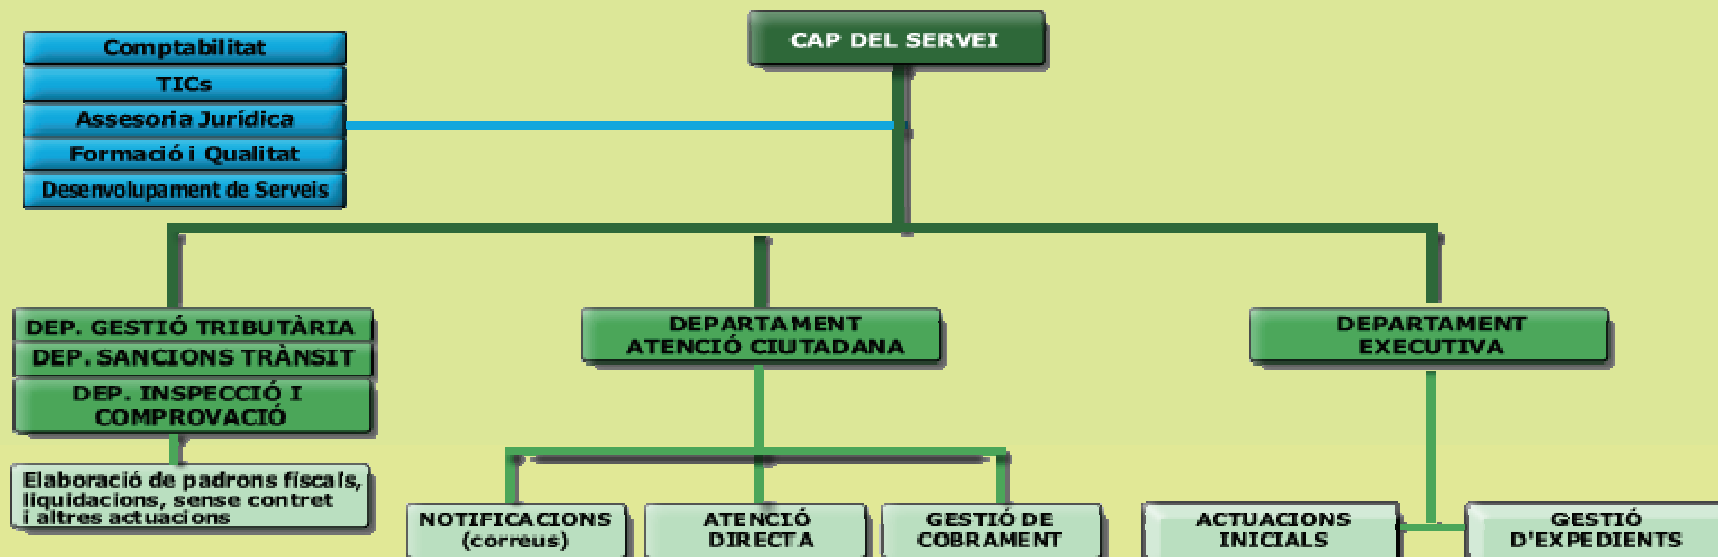 CAP DEL SERVEI
Comptabilitat
TICs
Assesoria Jurídica
Formació i Qualitat
Desenvolupament de Serveis
DEP. GESTIÓ TRIBUTÀRIA
DEP. SANCIONS TRÀNSIT
DEP. INSPECCIÓ I
COMPROVACIÓ
Elaboració de padrons fiscals,
liquidacions, sense contret
i altres actuacions
DEPARTAMENT
ATENCIÓ CIUTADANA
NOTIFICACIONS
(correus)
ATENCIÓ
DIRECTA
GESTIÓ DE
COBRAMENT
DEPARTAMENT
EXECUTIVA
ACTUACIONS
INICIALS
GESTIÓ
D'EXPEDIENTS